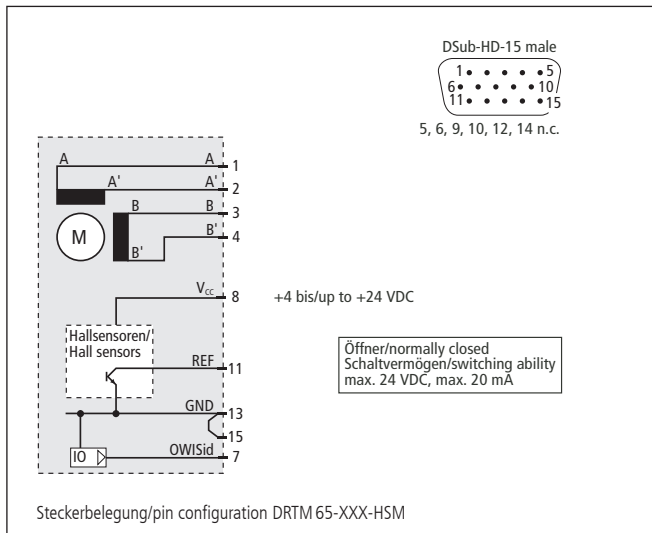 DSub-HD-15 male
1 5
6 10
11 15
5, 6, 9, 10, 12, 14 n.c.
A A 1
A' A' 2
B B 3
B' B' 4
M
Vcc 8 +4 bis/up to +24 VDC
Hallsensoren/
Hall sensors
REF 11
Öffner/normally closed
Schaltvermögen/switching ability
max. 24 VDC, max. 20 mA
GND 13
15
IO OWISid 7
Steckerbelegung/pin configuration DRTM 65-XXX-HSM